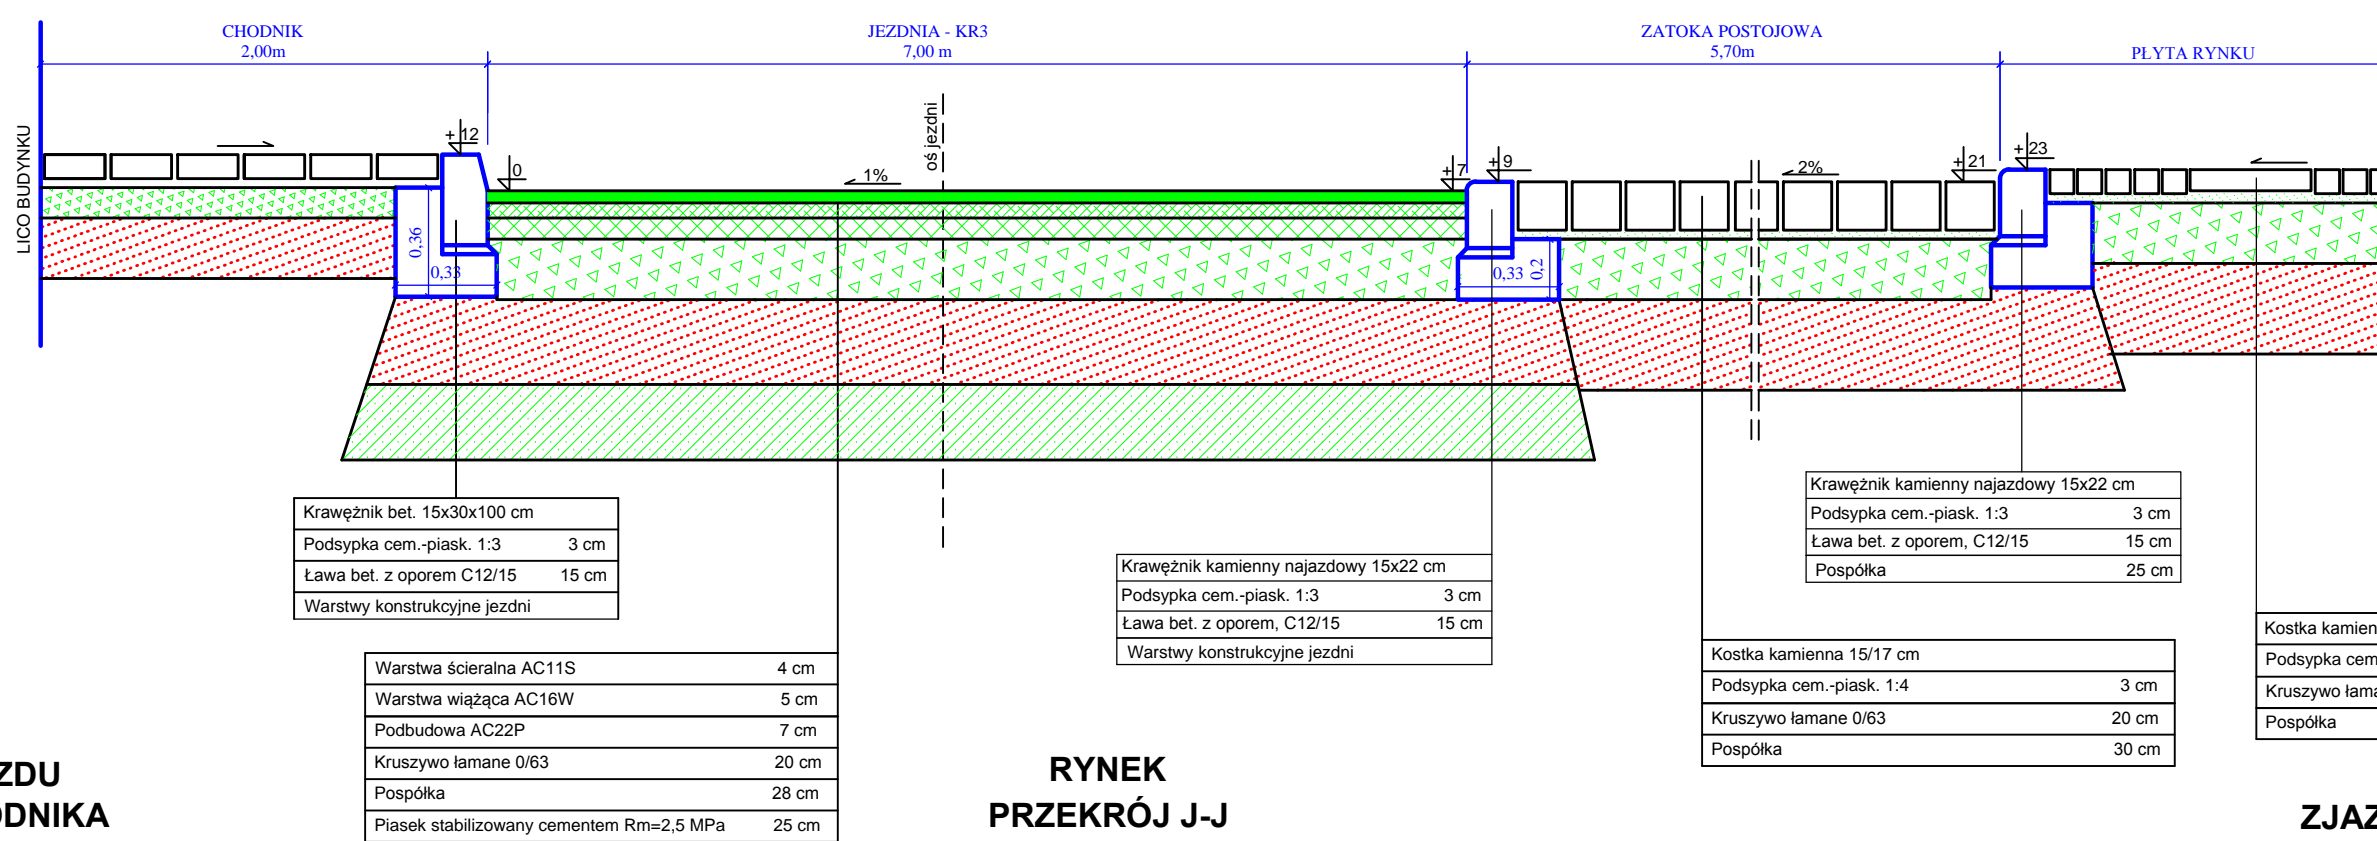 CHODNIK
2,00m
JEZDNIA - KR3
7,00 m
ZATOKA POSTOJOWA
5,70m
PŁYTA RYNKU
LICO BUDYNKU
+ 12
0
oś jezdni
1%
+ 7
+ 9
2%
+ 21
+ 23
0,36
0,33
0,33
0,2
Krawężnik bet. 15x30x100 cm
Podsypka cem.-piask. 1:3 3 cm
Ława bet. z oporem C12/15 15 cm
Warstwy konstrukcyjne jezdni
Krawężnik kamienny najazdowy 15x22 cm
Podsypka cem.-piask. 1:3 3 cm
Ława bet. z oporem, C12/15 15 cm
Pospółka 25 cm
Krawężnik kamienny najazdowy 15x22 cm
Podsypka cem.-piask. 1:3 3 cm
Ława bet. z oporem, C12/15 15 cm
Warstwy konstrukcyjne jezdni
Warstwa ścieralna AC11S 4 cm
Warstwa wiążąca AC16W 5 cm
Podbudowa AC22P 7 cm
Kruszywo łamane 0/63 20 cm
Pospółka 28 cm
Piasek stabilizowany cementem Rm=2,5 MPa 25 cm
Kostka kamienna 15/17 cm
Podsypka cem.-piask. 1:4 3 cm
Kruszywo łamane 0/63 20 cm
Pospółka 30 cm
Kostka kamien
Podsypka cem
Kruszywo łama
Pospółka
ZDU
ODNIKA
RYNEK
PRZEKRÓJ J-J
ZJAZ